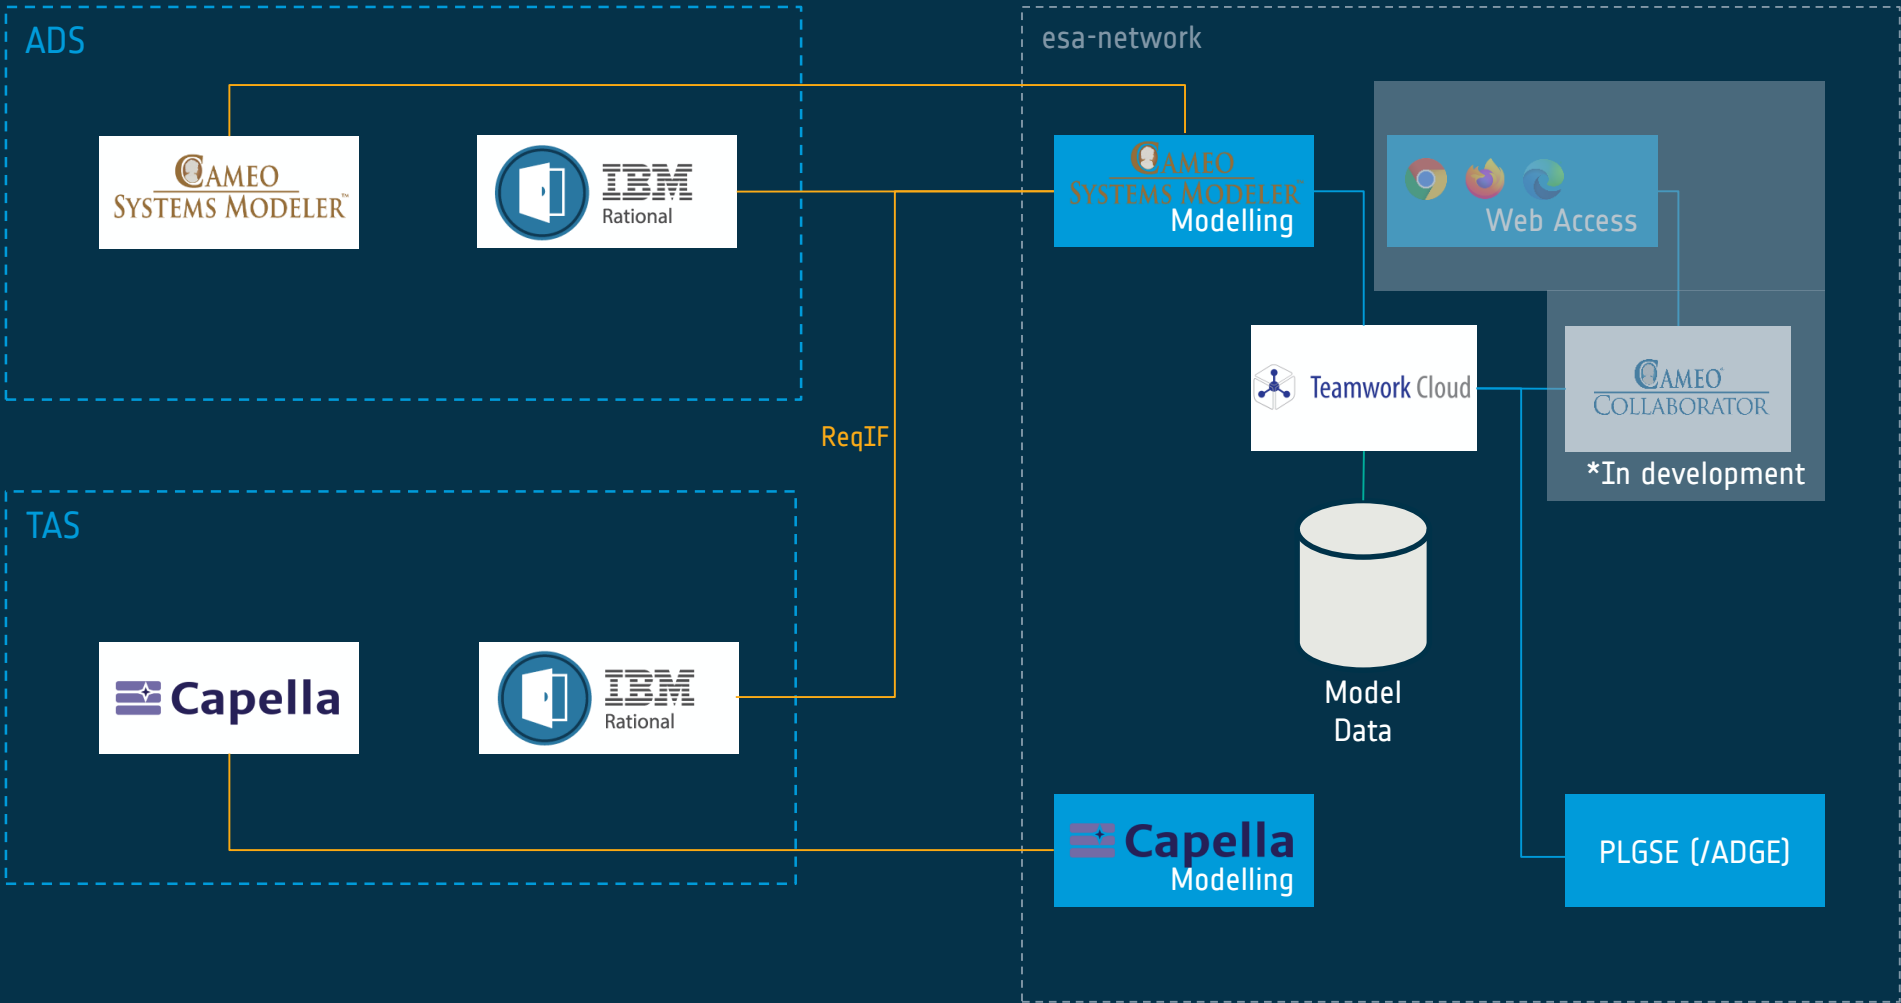 ADS
CAMEO
SYSTEMS MODELER™
IBM
Rational
ReqIF
TAS
Capella
IBM
Rational
esa-network
CAMEO
SYSTEMS MODELER
Modelling
Web Access
Teamwork Cloud
CAMEO
COLLABORATOR
*In development
Model
Data
Capella
Modelling
PLGSE (/ADGE)